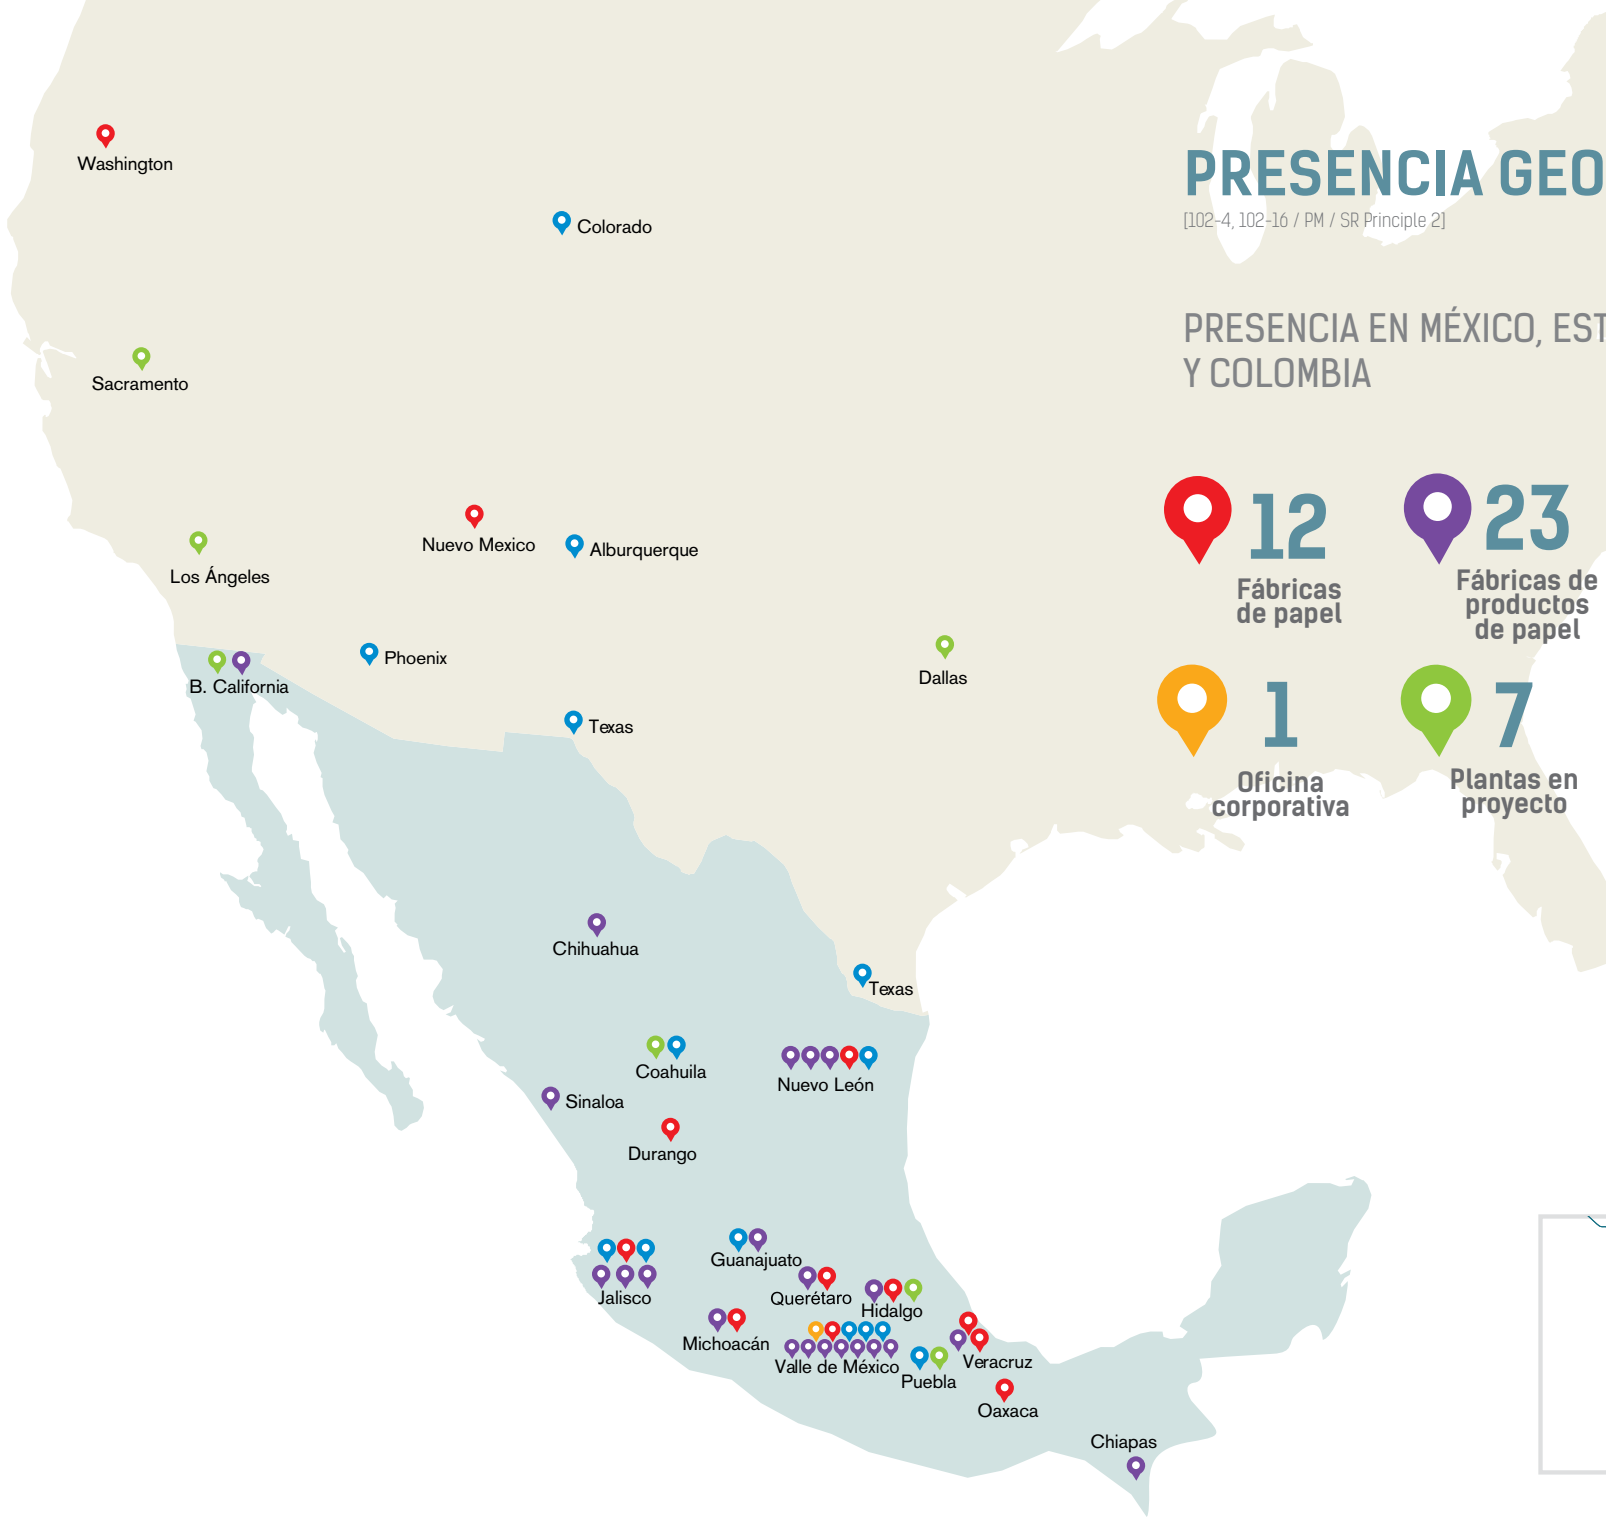 PRESENCIA GEO
[102-4, 102-16 / PM / SR Principle 2]
PRESENCIA EN MÉXICO, EST
Y COLOMBIA
12
Fábricas
de papel
23
Fábricas de
productos
de papel
1
Oficina
corporativa
7
Plantas en
proyecto
Washington
Colorado
Sacramento
Nuevo Mexico
Alburquerque
Los Ángeles
Phoenix
Dallas
B. California
Texas
Chihuahua
Texas
Coahuila
Nuevo León
Sinaloa
Durango
Guanajuato
Jalisco
Querétaro
Hidalgo
Michoacán
Valle de México
Veracruz
Puebla
Oaxaca
Chiapas